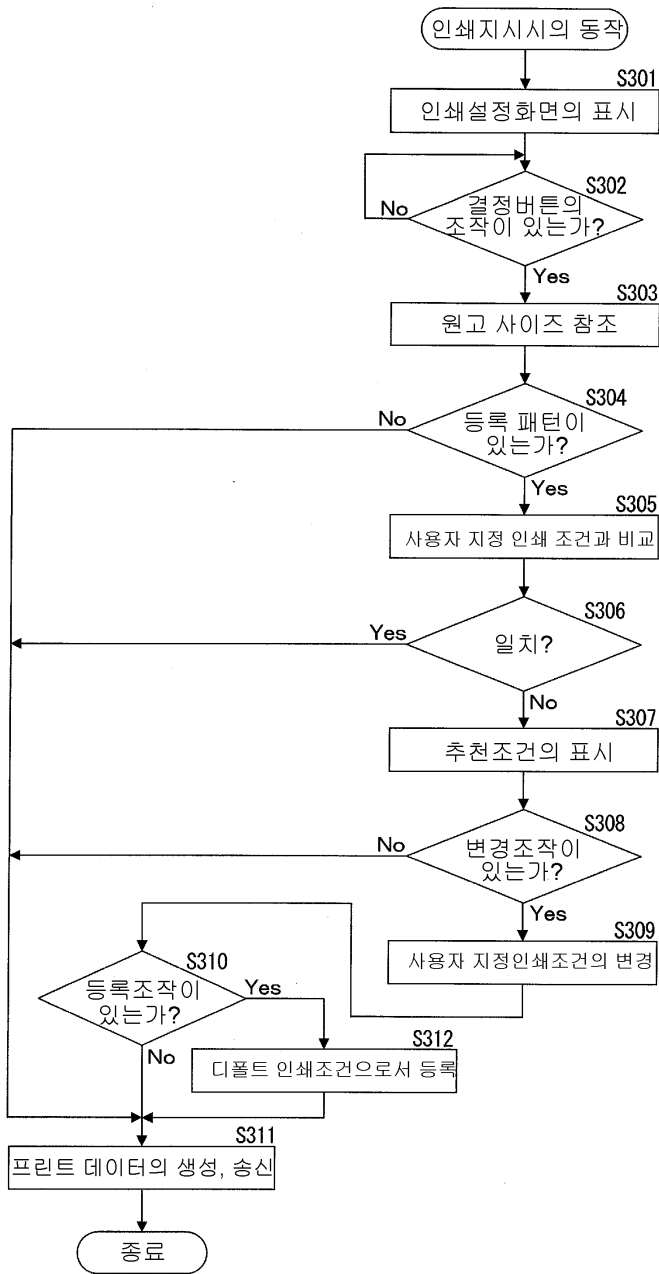 인쇄지시시의 동작
S301
인쇄설정화면의 표시
S302
결정버튼의
조작이 있는가?
No
Yes
S303
원고 사이즈 참조
S304
등록 패턴이
있는가?
No
Yes
S305
사용자 지정 인쇄 조건과 비교
S306
일치?
Yes
No
S307
추천조건의 표시
S308
변경조작이
있는가?
No
Yes
S309
사용자 지정인쇄조건의 변경
S310
등록조작이
있는가?
Yes
No
S312
디폴트 인쇄조건으로서 등록
S311
프린트 데이터의 생성, 송신
종료